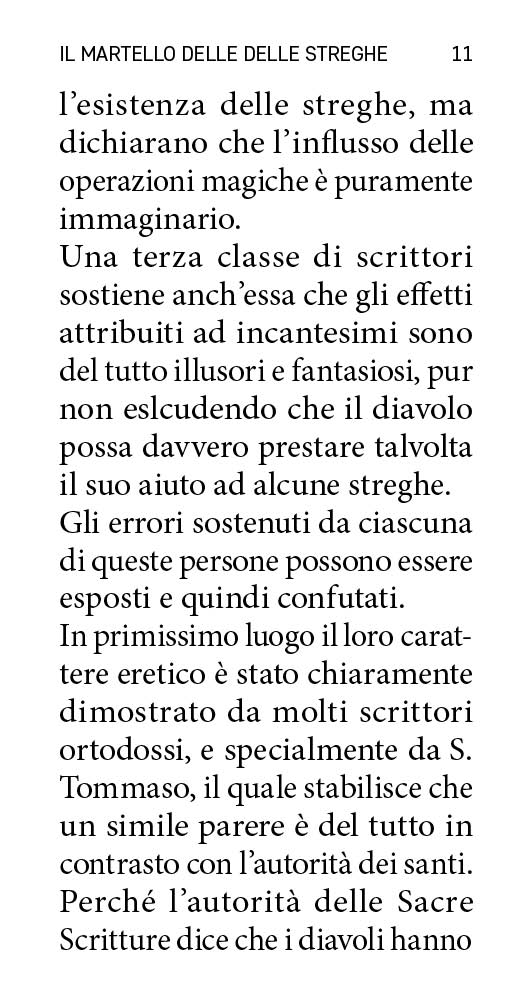 IL MARTELLO DELLE DELLE STREGHE 11
l’esistenza delle streghe, ma
dichiarano che l’influsso delle
operazioni magiche è puramente
immaginario.
Una terza classe di scrittori
sostiene anch’essa che gli effetti
attribuiti ad incantesimi sono
del tutto illusori e fantasiosi, pur
non eslcudendo che il diavolo
possa davvero prestare talvolta
il suo aiuto ad alcune streghe.
Gli errori sostenuti da ciascuna
di queste persone possono essere
esposti e quindi confutati.
In primissimo luogo il loro carat-
tere eretico è stato chiaramente
dimostrato da molti scrittori
ortodossi, e specialmente da S.
Tommaso, il quale stabilisce che
un simile parere è del tutto in
contrasto con l’autorità dei santi.
Perché l’autorità delle Sacre
Scritture dice che i diavoli hanno